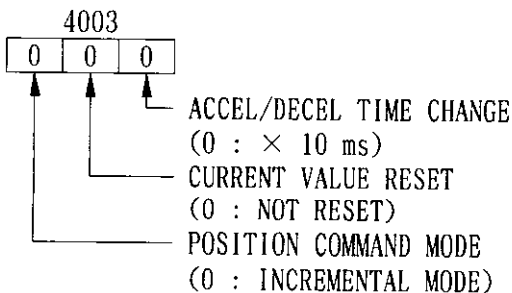 4003
0 0 0
ACCEL/DECEL TIME CHANGE
(0 : × 10 ms)
CURRENT VALUE RESET
(0 : NOT RESET)
POSITION COMMAND MODE
(0 : INCREMENTAL MODE)